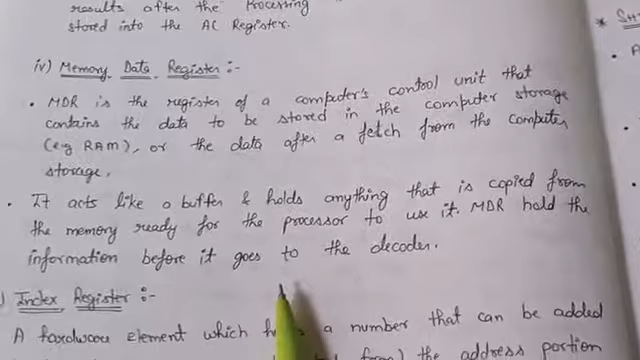 results after the Processing
stored into the AC Register.
iv) Memory Data Register :-
• MDR is the register of a computer's control unit that
contains the data to be stored in the computer storage
(eg RAM), or the data after a fetch from the computer
storage.
• It acts like a buffer & holds anything that is copied from
the memory ready for the processor to use it. MDR hold the
information before it goes to the decoder.
) Index Register :-
A hardware element which a number that can be added
the address portion